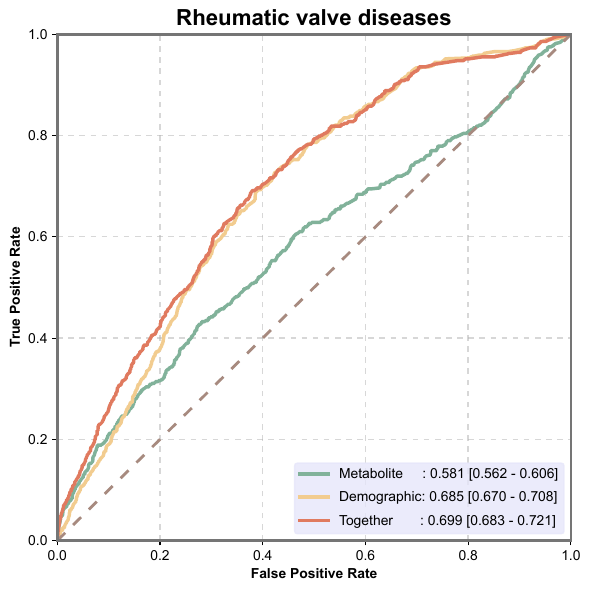 Rheumatic valve diseases
1.0
0.8
0.6
0.4
0.2
0.0
True Positive Rate
Metabolite : 0.581 [0.562 - 0.606]
Demographic: 0.685 [0.670 - 0.708]
Together : 0.699 [0.683 - 0.721]
0.0 0.2 0.4 0.6 0.8 1.0
False Positive Rate